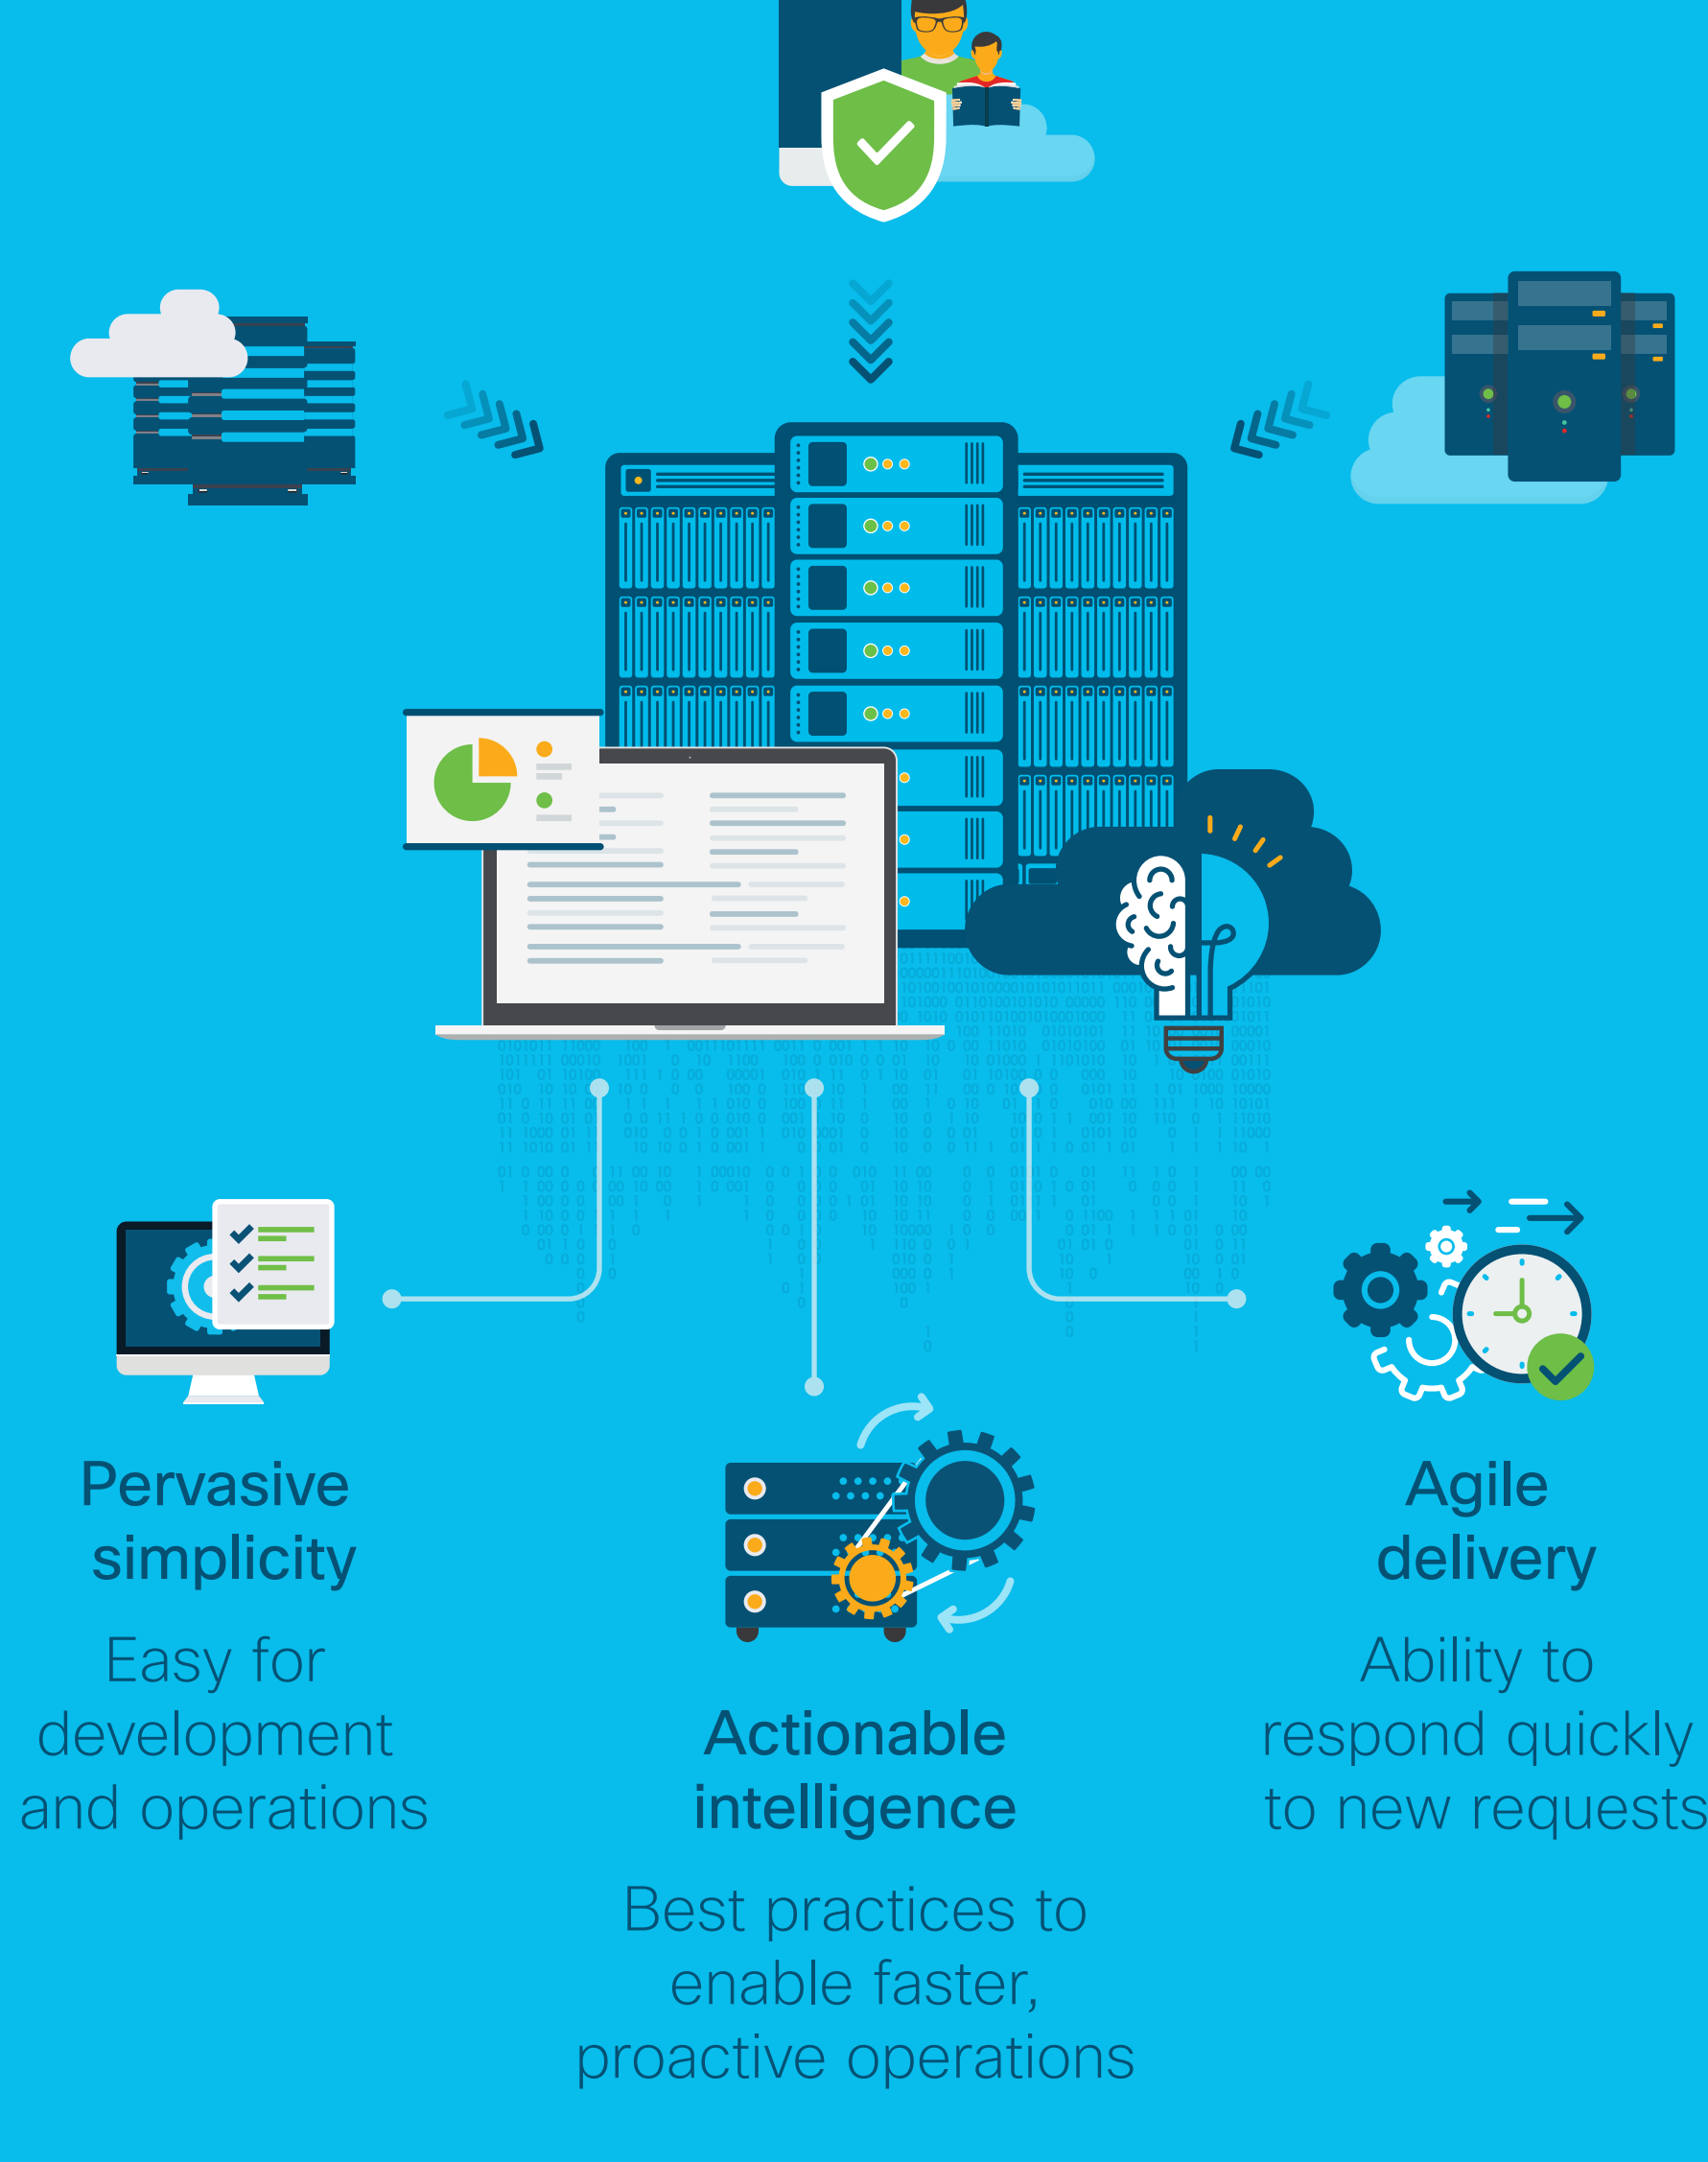 Pervasive
simplicity
Easy for
development
and operations
Actionable
intelligence
Best practices to
enable faster,
proactive operations
Agile
delivery
Ability to
respond quickly
to new requests